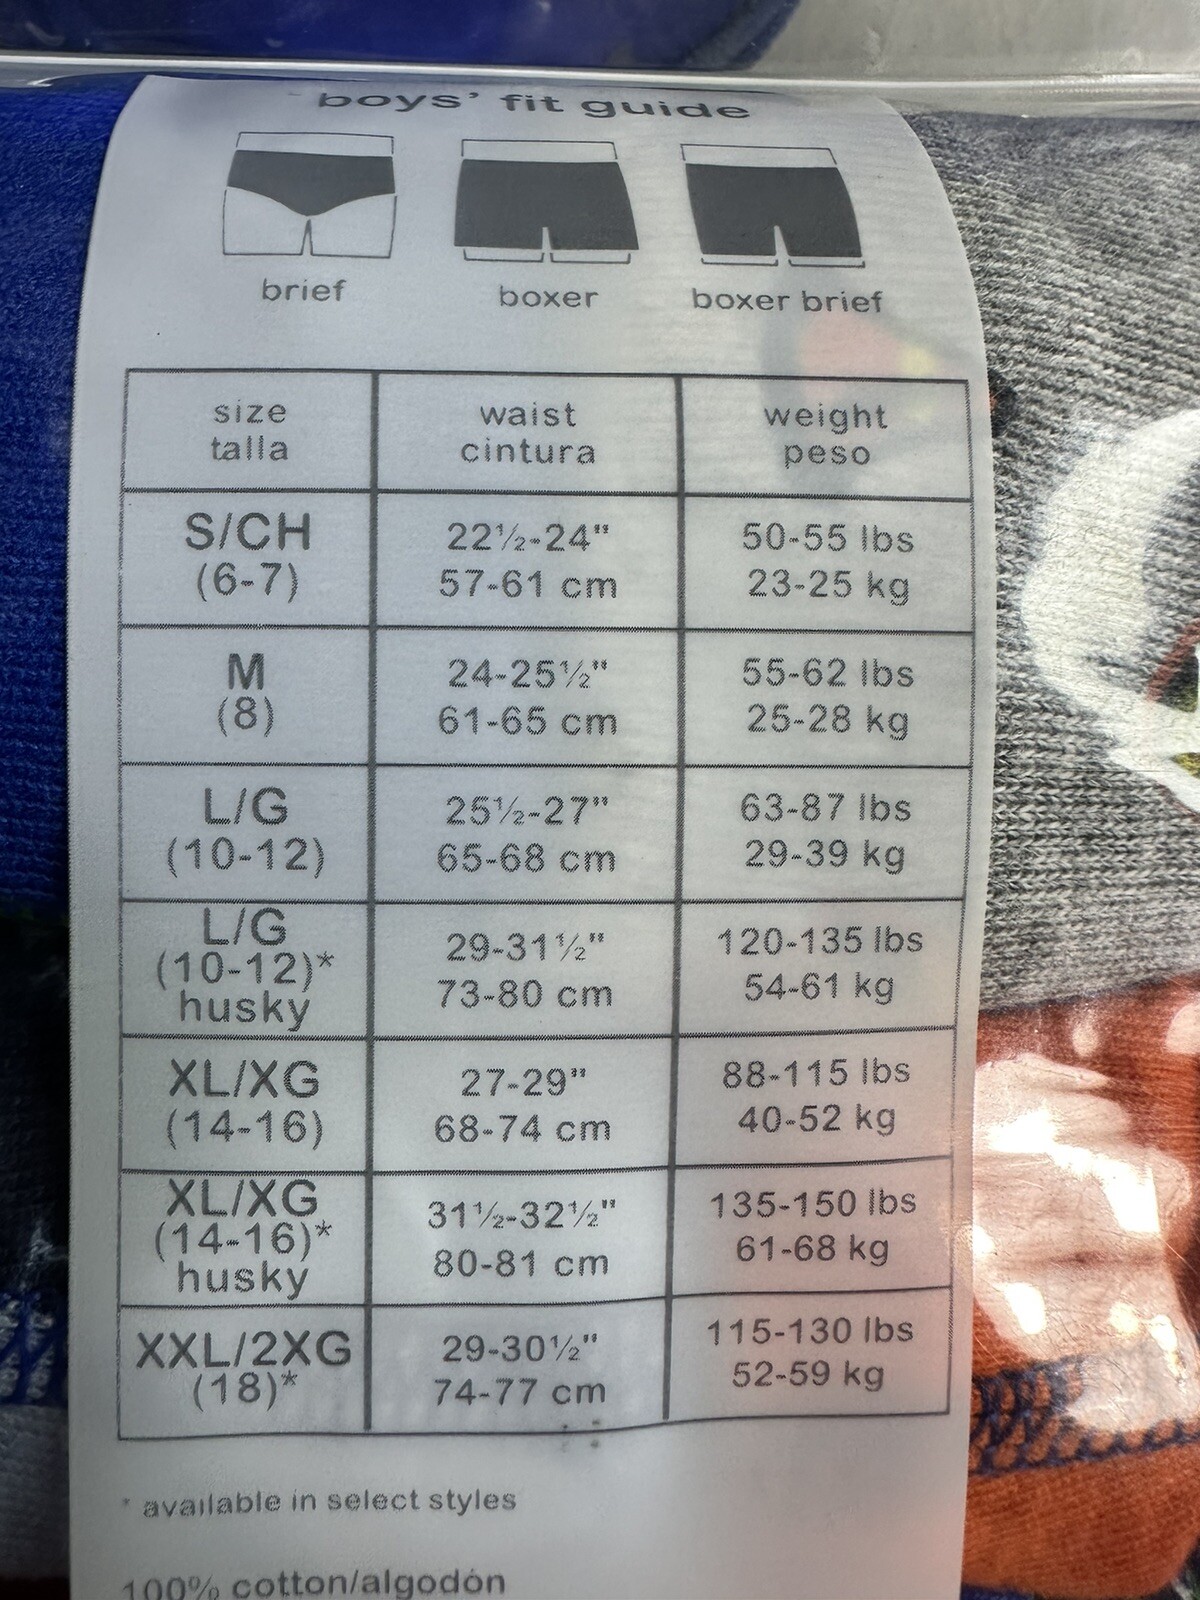 boys' fit guide
brief boxer boxer brief
size waist weight
talla cintura peso
S/CH 22½-24" 50-55 lbs
(6-7) 57-61 cm 23-25 kg
M 24-25½" 55-62 lbs
(8) 61-65 cm 25-28 kg
L/G 25½-27" 63-87 lbs
(10-12) 65-68 cm 29-39 kg
L/G 29-31½" 120-135 lbs
(10-12)* 73-80 cm 54-61 kg
husky
XL/XG 27-29" 88-115 lbs
(14-16) 68-74 cm 40-52 kg
XL/XG 31½-32½" 135-150 lbs
(14-16)* 80-81 cm 61-68 kg
husky
XXL/2XG 29-30½" 115-130 lbs
(18)* 74-77 cm 52-59 kg
* available in select styles
100% cotton/algodón